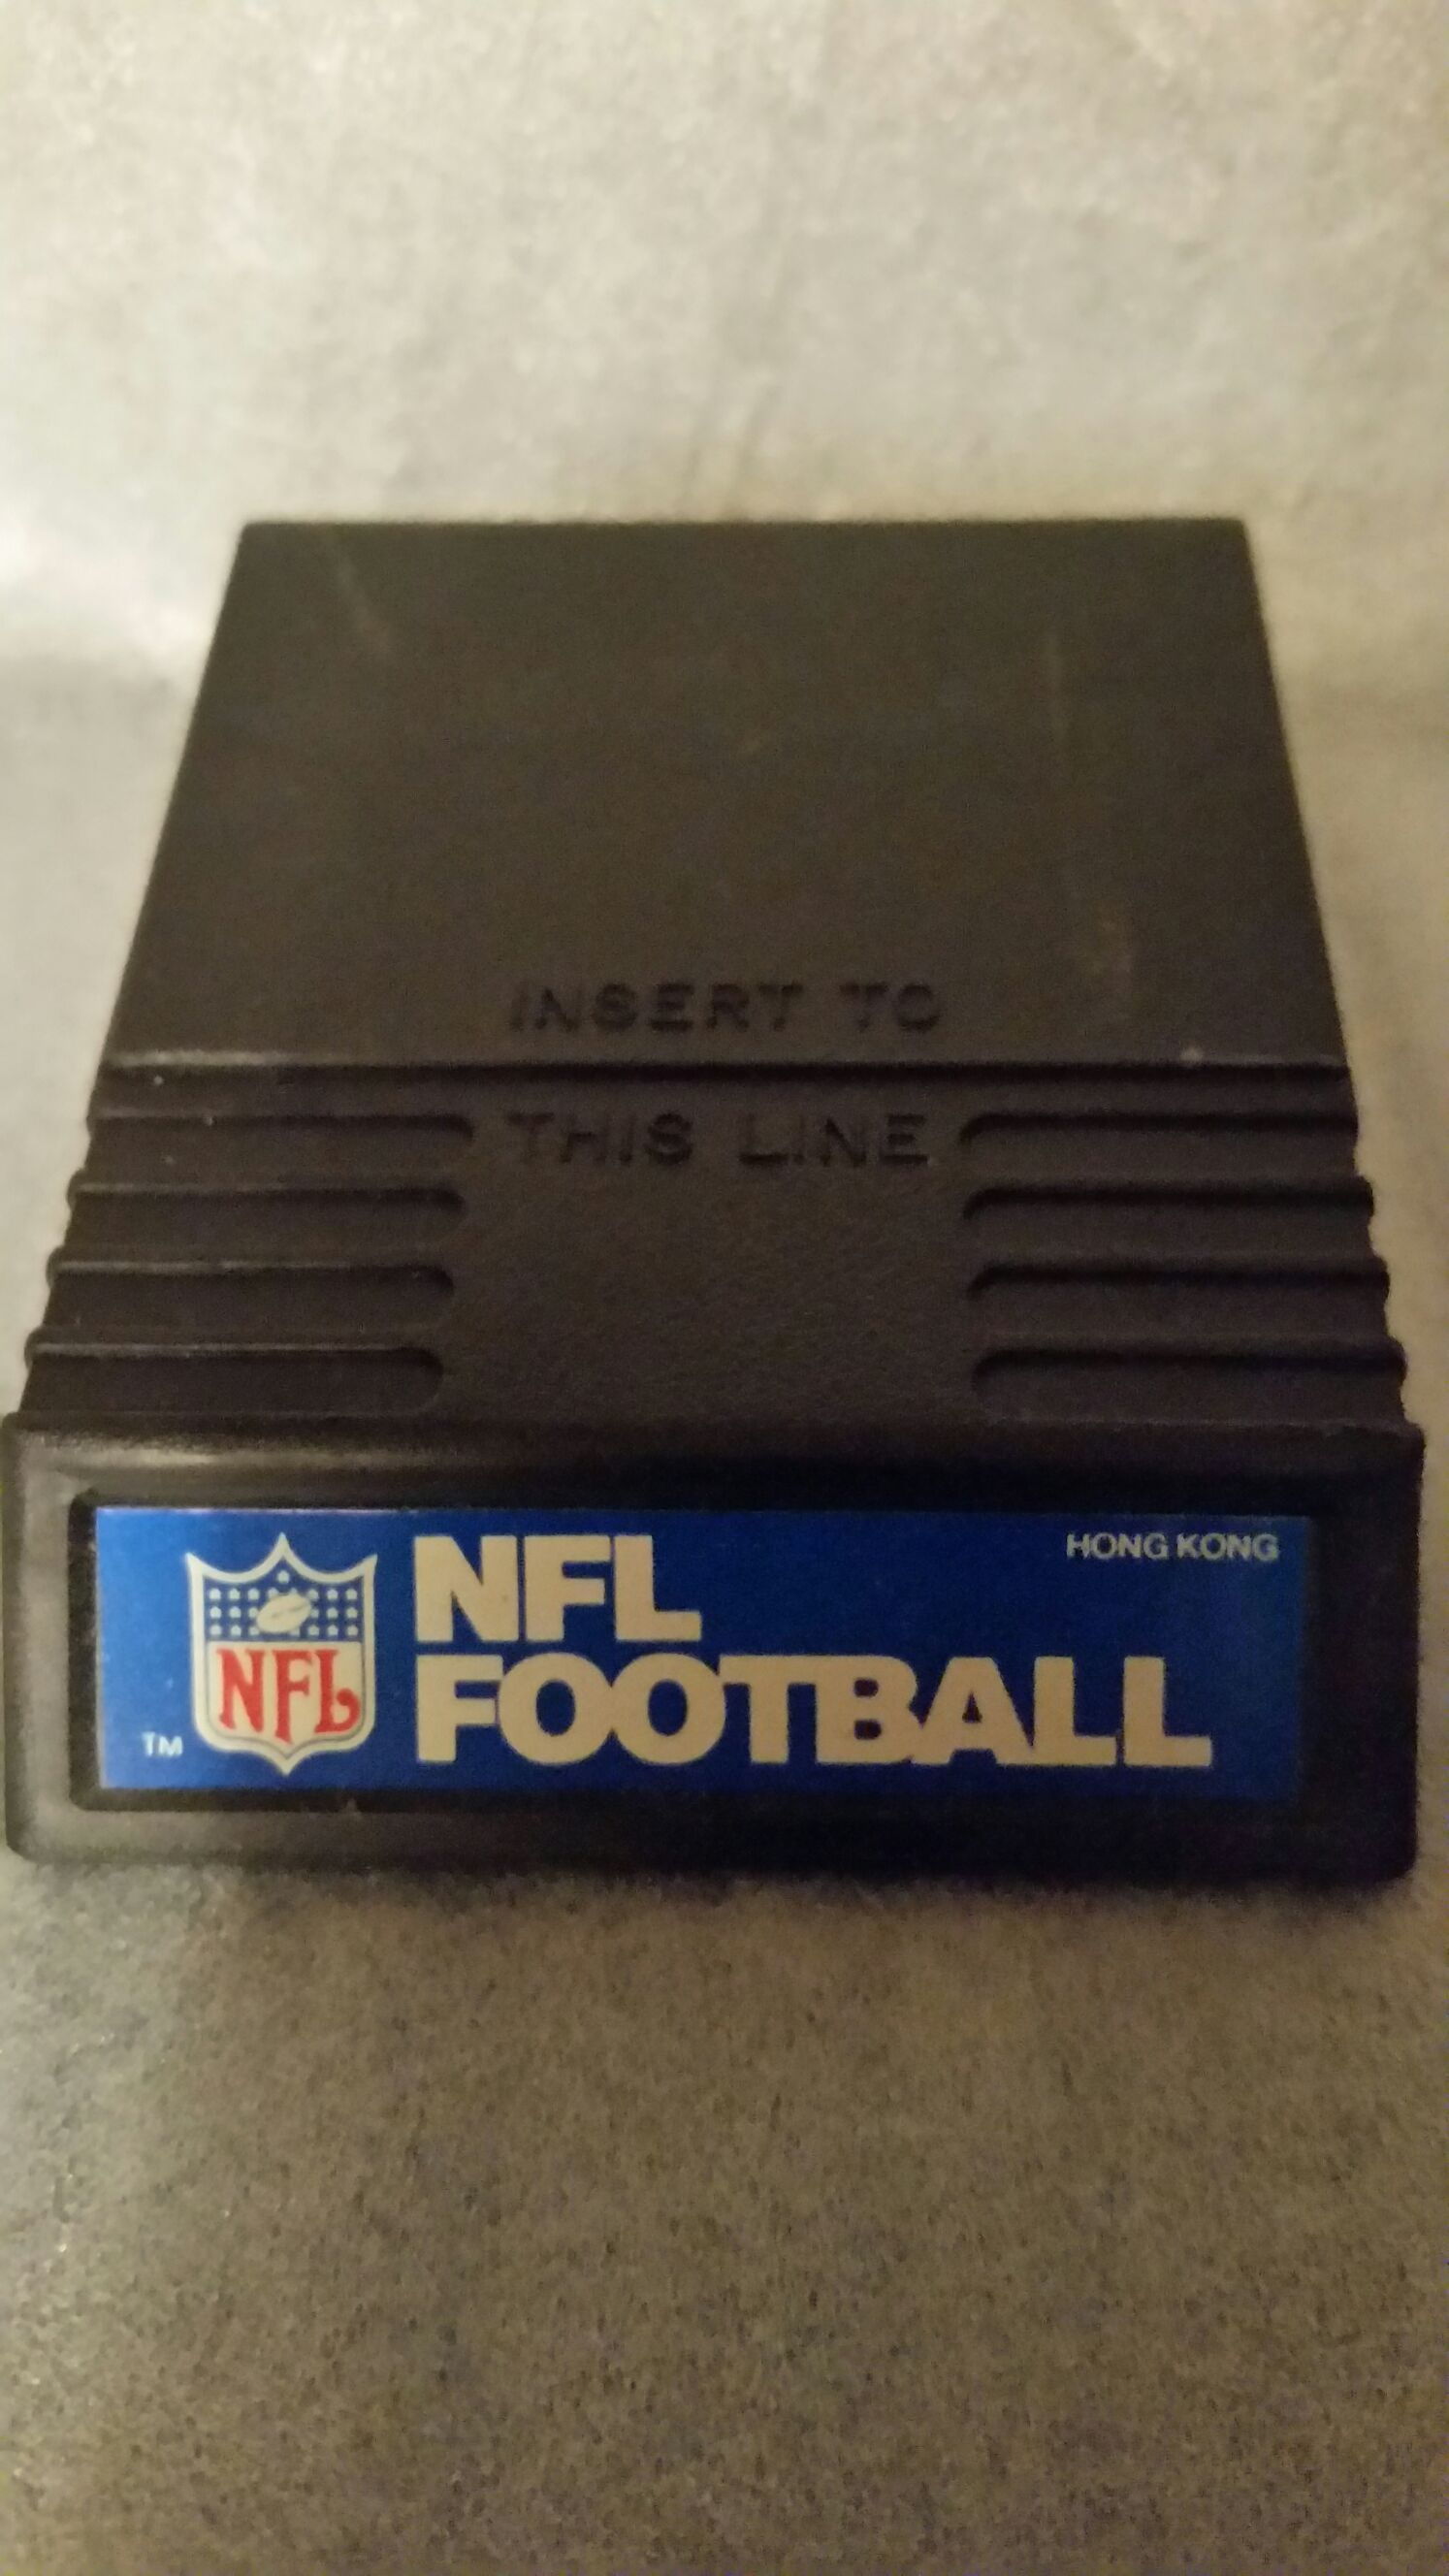 INSERT TO
THIS LINE
HONG KONG
NFL
FOOTBALL
NFL
TM